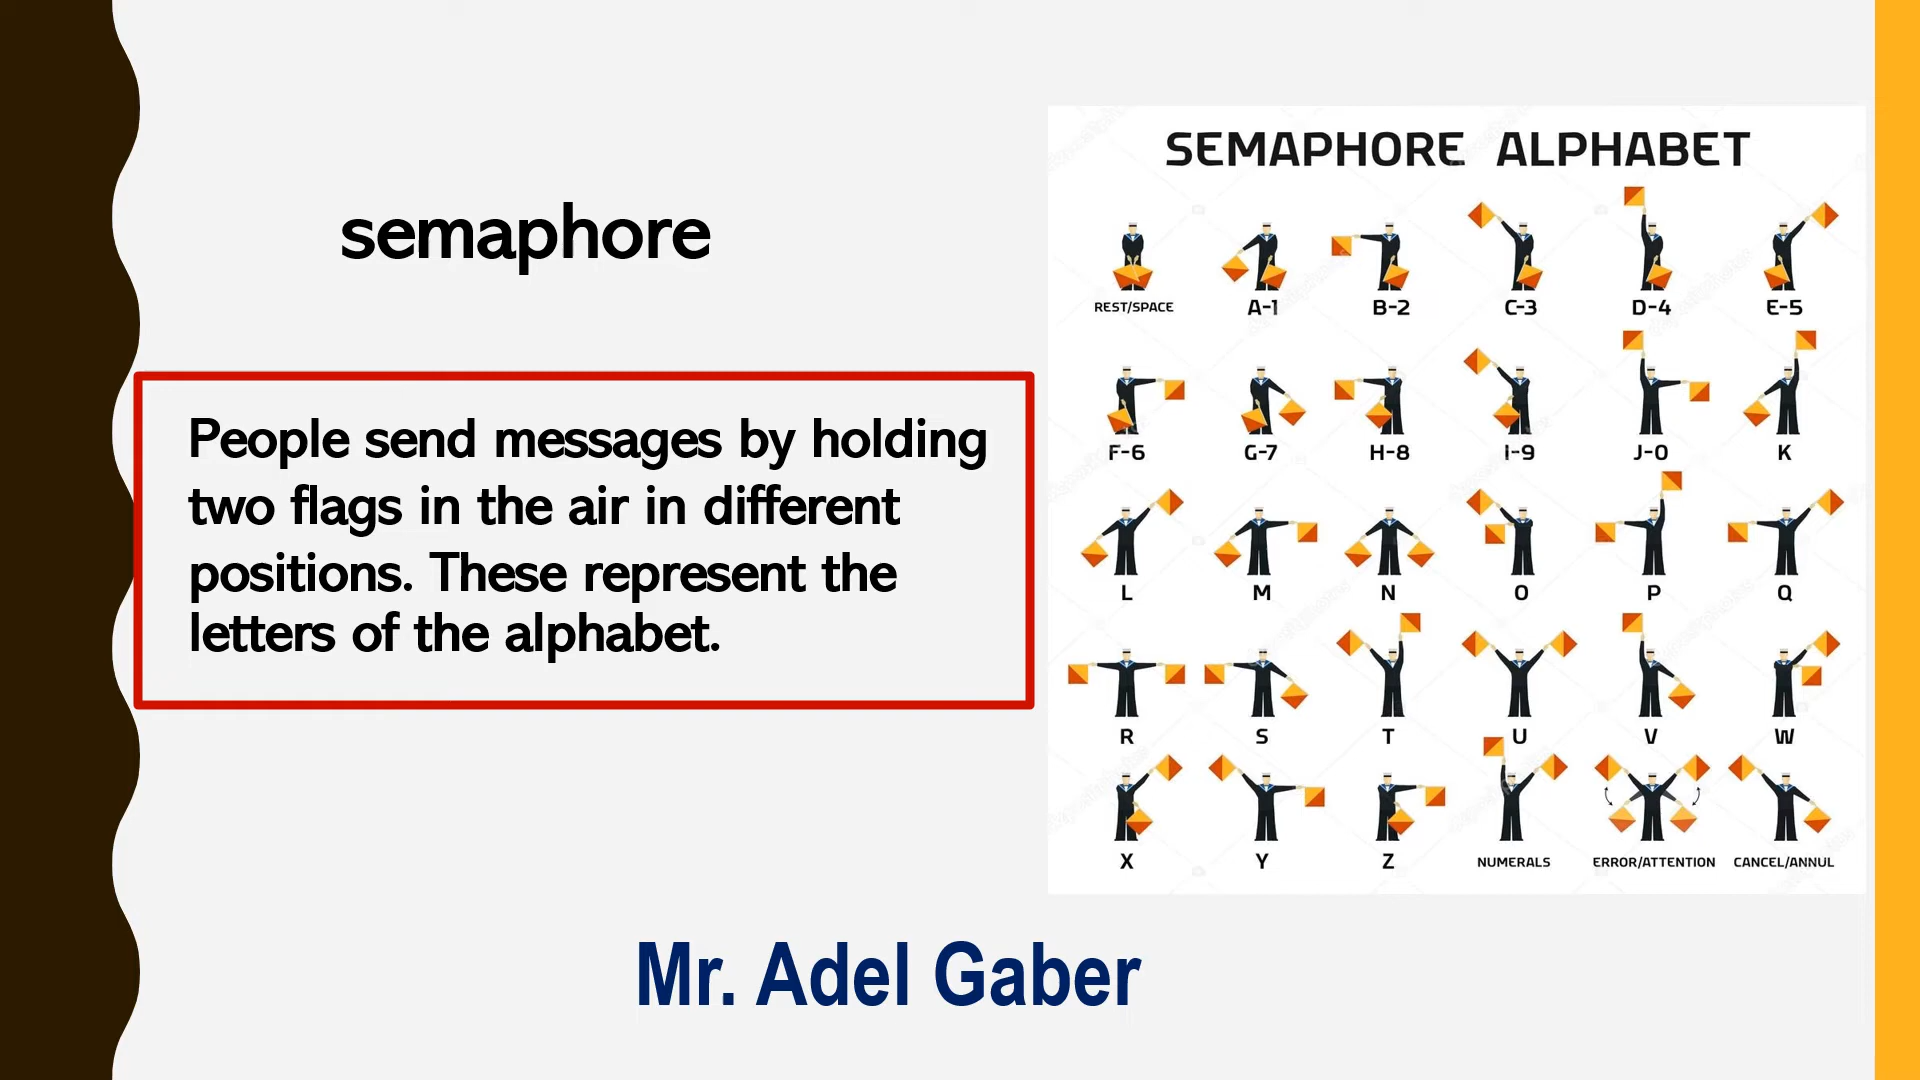 semaphore
People send messages by holding
two flags in the air in different
positions. These represent the
letters of the alphabet.
SEMAPHORE ALPHABET
REST/SPACE A-1 B-2 C-3 D-4 E-5
F-6 G-7 H-8 I-9 J-0 K
L M N O P Q
R S T U V W
X Y Z NUMERALS ERROR/ATTENTION CANCEL/ANNUL
Mr. Adel Gaber